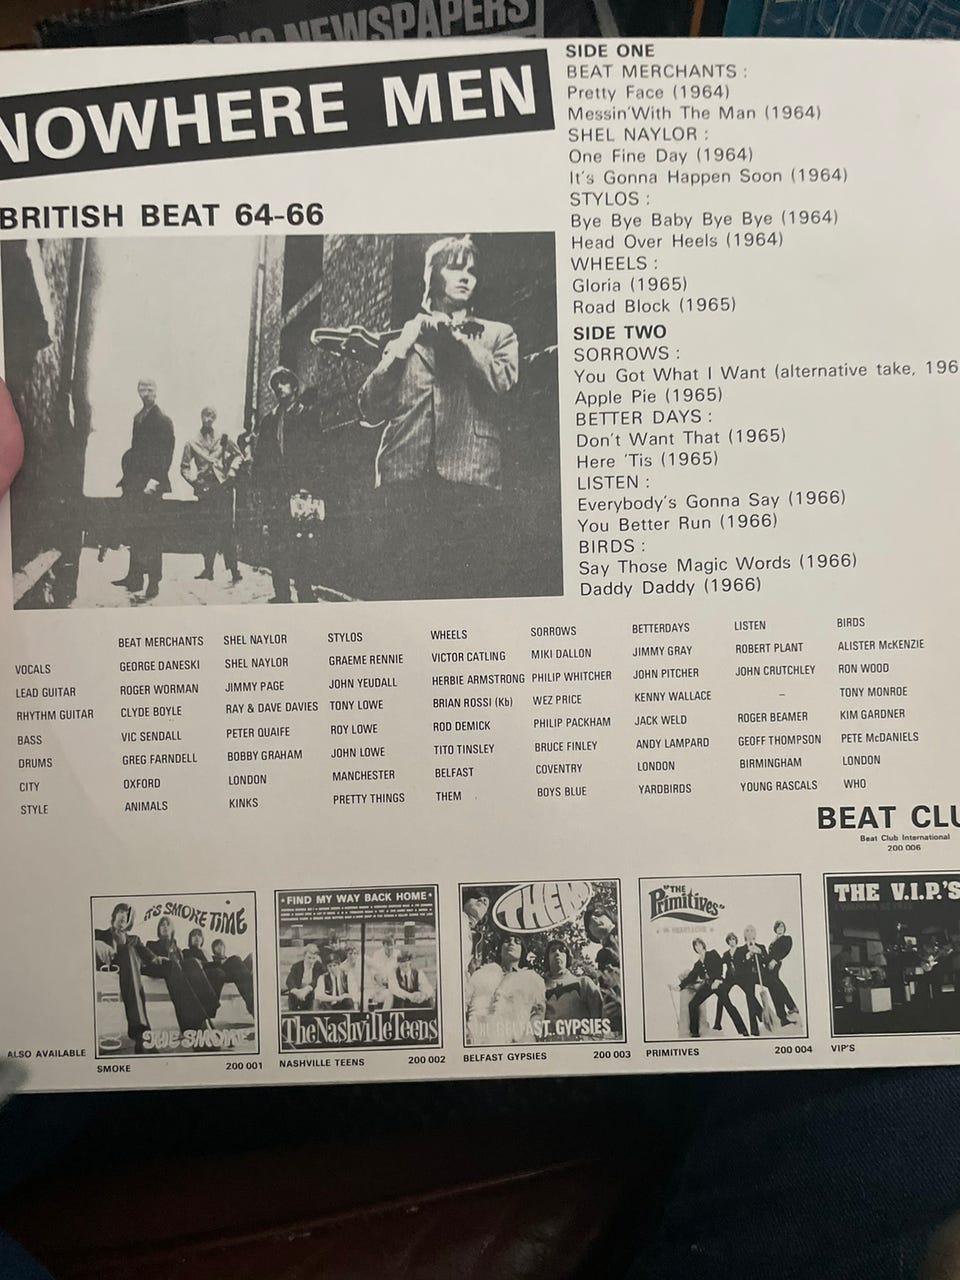 NEWSPAPERS
NOWHERE MEN
BRITISH BEAT 64-66
SIDE ONE
BEAT MERCHANTS :
Pretty Face (1964)
Messin'With The Man (1964)
SHEL NAYLOR :
One Fine Day (1964)
It's Gonna Happen Soon (1964)
STYLOS :
Bye Bye Baby Bye Bye (1964)
Head Over Heels (1964)
WHEELS :
Gloria (1965)
Road Block (1965)
SIDE TWO
SORROWS :
You Got What I Want (alternative take, 196
Apple Pie (1965)
BETTER DAYS :
Don't Want That (1965)
Here 'Tis (1965)
LISTEN :
Everybody's Gonna Say (1966)
You Better Run (1966)
BIRDS :
Say Those Magic Words (1966)
Daddy Daddy (1966)
BEAT MERCHANTS SHEL NAYLOR STYLOS WHEELS SORROWS BETTERDAYS LISTEN BIRDS
VOCALS GEORGE DANESKI SHEL NAYLOR GRAEME RENNIE VICTOR CATLING MIKI DALLON JIMMY GRAY ROBERT PLANT ALISTER McKENZIE
LEAD GUITAR ROGER WORMAN JIMMY PAGE JOHN YEUDALL HERBIE ARMSTRONG PHILIP WHITCHER JOHN PITCHER JOHN CRUTCHLEY RON WOOD
RHYTHM GUITAR CLYDE BOYLE RAY & DAVE DAVIES TONY LOWE BRIAN ROSSI (Kb) WEZ PRICE KENNY WALLACE – TONY MONROE
BASS VIC SENDALL PETER QUAIFE ROY LOWE ROD DEMICK PHILIP PACKHAM JACK WELD ROGER BEAMER KIM GARDNER
DRUMS GREG FARNDELL BOBBY GRAHAM JOHN LOWE TITO TINSLEY BRUCE FINLEY ANDY LAMPARD GEOFF THOMPSON PETE McDANIELS
CITY OXFORD LONDON MANCHESTER BELFAST COVENTRY LONDON BIRMINGHAM LONDON
STYLE ANIMALS KINKS PRETTY THINGS THEM BOYS BLUE YARDBIRDS YOUNG RASCALS WHO
BEAT CLU
Beat Club International
200 006
IT'S SMOKE TIME
THE SMOKE
FIND MY WAY BACK HOME
The Nashville Teens
THEM
BELFAST GYPSIES
"THE Primitives"
THE V.I.P.'S
ALSO AVAILABLE
SMOKE 200 001
NASHVILLE TEENS 200 002
BELFAST GYPSIES 200 003
PRIMITIVES 200 004
VIP'S